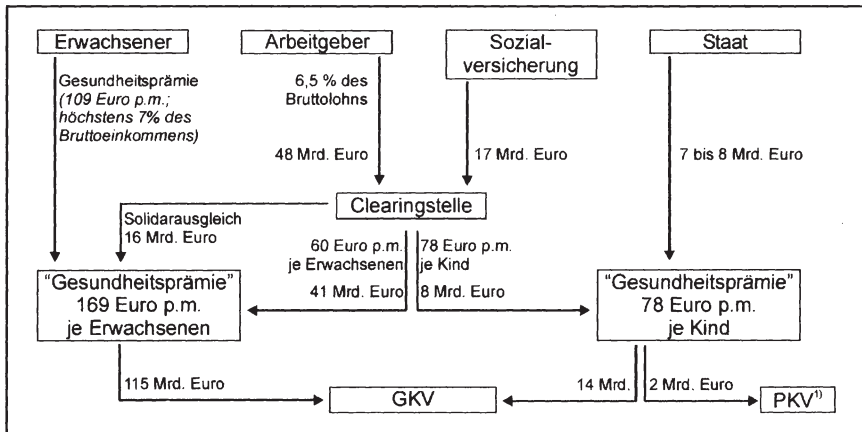 Erwachsener
Arbeitgeber
Sozial-
versicherung
Staat
Gesundheitsprämie
(109 Euro p.m.;
höchstens 7% des
Bruttoeinkommens)
6,5 % des
Bruttolohns
48 Mrd. Euro
17 Mrd. Euro
7 bis 8 Mrd. Euro
Clearingstelle
Solidarausgleich
16 Mrd. Euro
60 Euro p.m.
je Erwachsenen
41 Mrd. Euro
78 Euro p.m.
je Kind
8 Mrd. Euro
"Gesundheitsprämie"
169 Euro p.m.
je Erwachsenen
"Gesundheitsprämie"
78 Euro p.m.
je Kind
115 Mrd. Euro
GKV
14 Mrd.
2 Mrd. Euro
PKV¹⁾